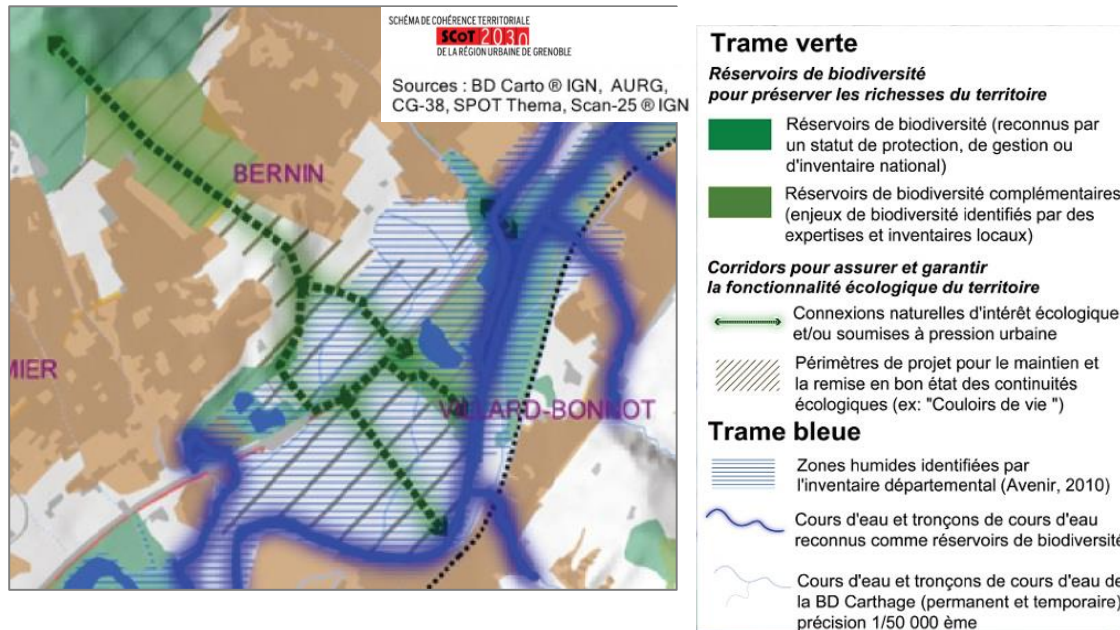 SCHÉMA DE COHÉRENCE TERRITORIALE
SCoT 2030
DE LA RÉGION URBAINE DE GRENOBLE
Sources : BD Carto ® IGN, AURG,
CG-38, SPOT Thema, Scan-25 ® IGN
BERNIN
MIER
VILLARD-BONNOT
Trame verte
Réservoirs de biodiversité
pour préserver les richesses du territoire
Réservoirs de biodiversité (reconnus par
un statut de protection, de gestion ou
d'inventaire national)
Réservoirs de biodiversité complémentaires
(enjeux de biodiversité identifiés par des
expertises et inventaires locaux)
Corridors pour assurer et garantir
la fonctionnalité écologique du territoire
Connexions naturelles d'intérêt écologique
et/ou soumises à pression urbaine
Périmètres de projet pour le maintien et
la remise en bon état des continuités
écologiques (ex: "Couloirs de vie ")
Trame bleue
Zones humides identifiées par
l'inventaire départemental (Avenir, 2010)
Cours d'eau et tronçons de cours d'eau
reconnus comme réservoirs de biodiversité
Cours d'eau et tronçons de cours d'eau de
la BD Carthage (permanent et temporaire)
précision 1/50 000 ème